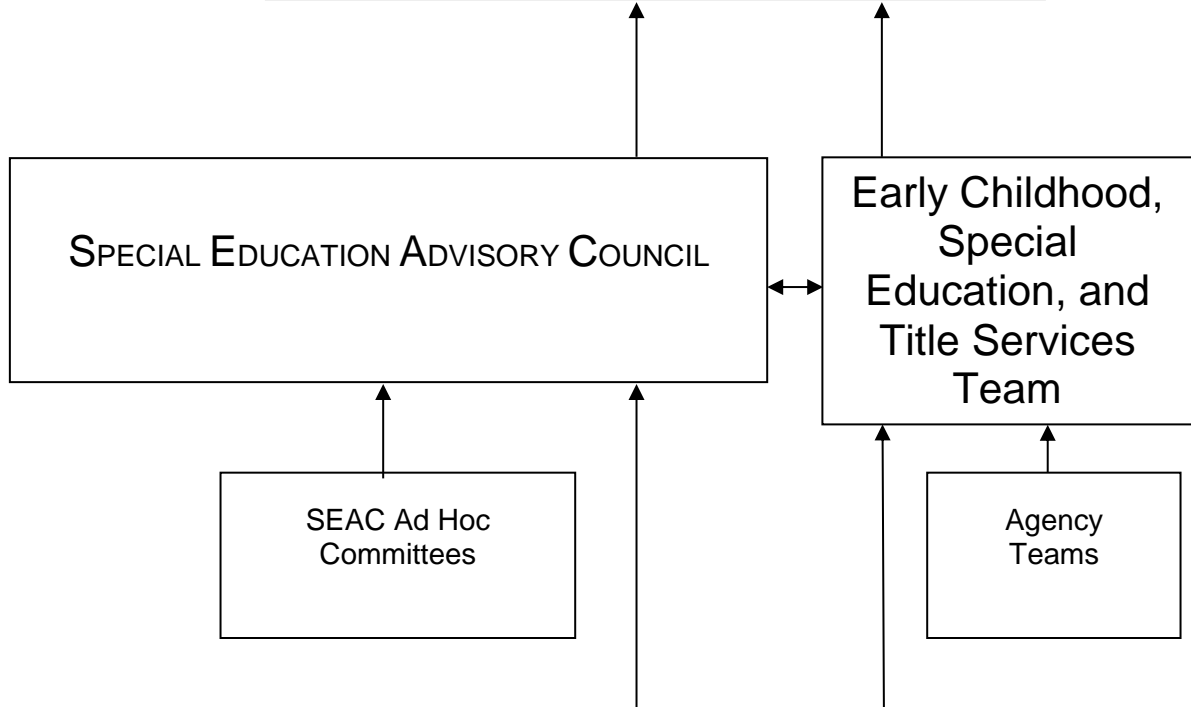 SPECIAL EDUCATION ADVISORY COUNCIL
Early Childhood,
Special
Education, and
Title Services
Team
SEAC Ad Hoc
Committees
Agency
Teams